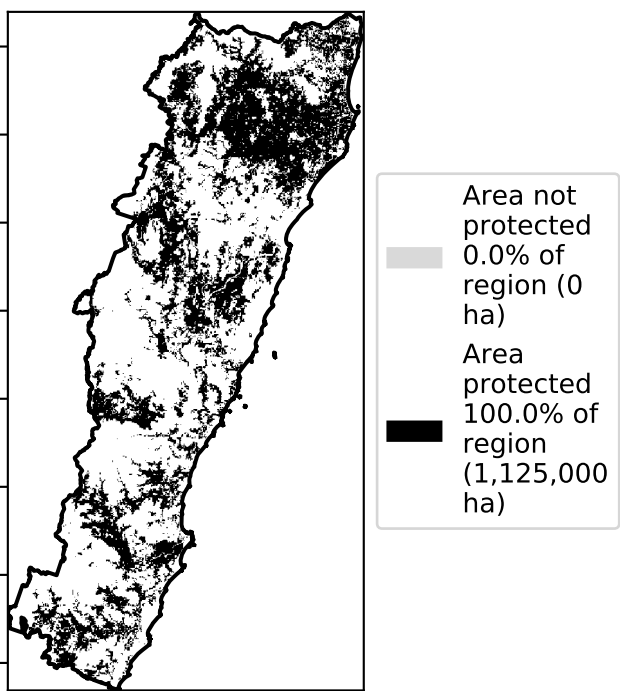 Area not
protected
0.0% of
region (0
ha)
Area
protected
100.0% of
region
(1,125,000
ha)